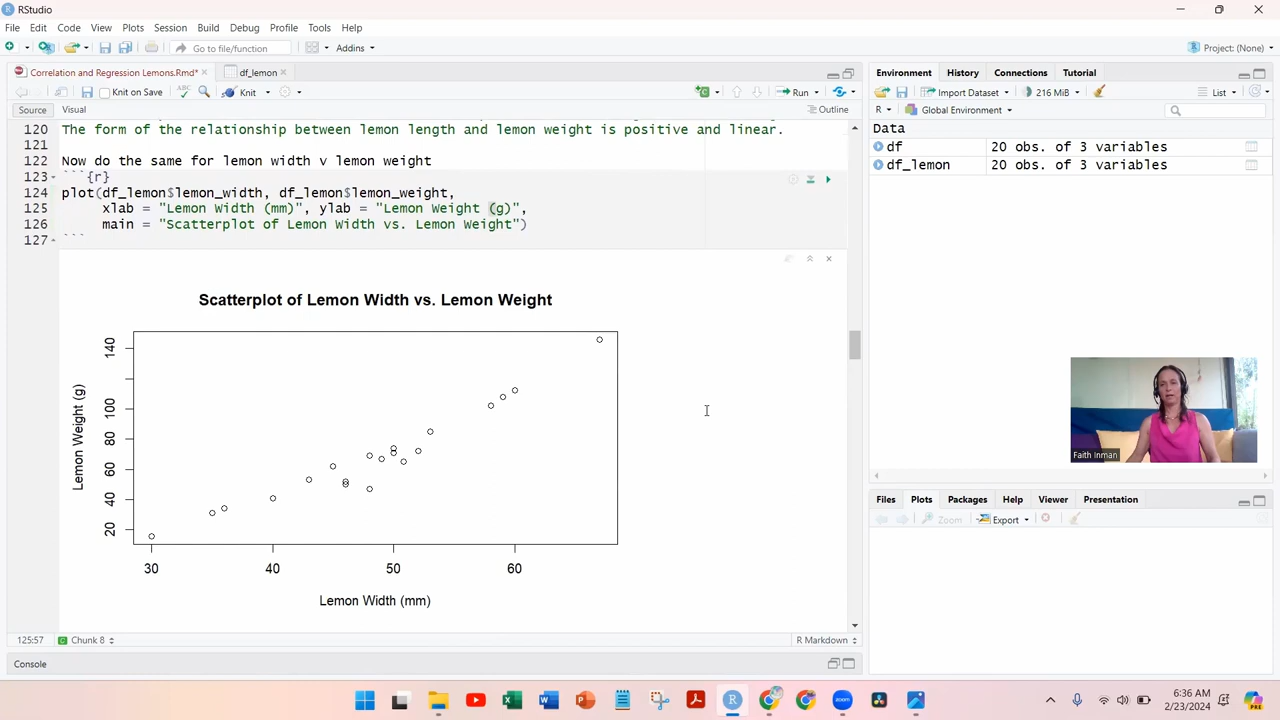 RStudio
File Edit Code View Plots Session Build Debug Profile Tools Help
Go to file/function Addins Project: (None)
Correlation and Regression Lemons.Rmd* df_lemon
Knit on Save ABC Knit Run
Source Visual Outline
120 The form of the relationship between lemon length and lemon weight is positive and linear.
121
122 Now do the same for lemon width v lemon weight
123 ```{r}
124 plot(df_lemon$lemon_width, df_lemon$lemon_weight,
125 xlab = "Lemon Width (mm)", ylab = "Lemon Weight (g)",
126 main = "Scatterplot of Lemon Width vs. Lemon Weight")
127 ```
Scatterplot of Lemon Width vs. Lemon Weight
Lemon Weight (g)
140
100
80
60
40
20
30 40 50 60
Lemon Width (mm)
125:57 Chunk 8 R Markdown
Console
Environment History Connections Tutorial
Import Dataset 216 MiB List
R Global Environment
Data
df 20 obs. of 3 variables
df_lemon 20 obs. of 3 variables
Faith Inman
Files Plots Packages Help Viewer Presentation
Zoom Export
zoom
6:36 AM
2/23/2024
PRE